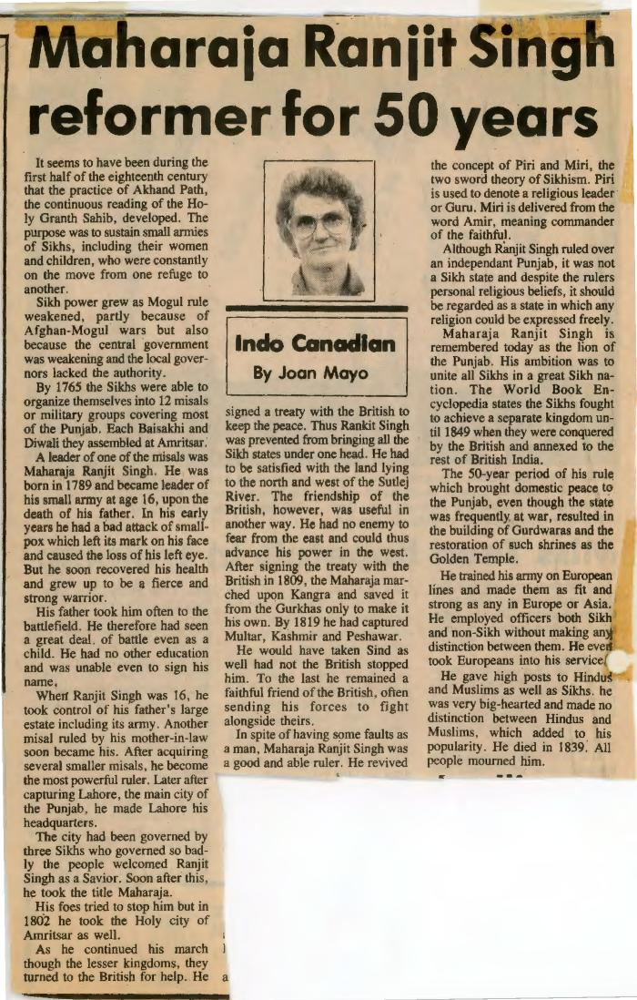 Maharaja Ranjit Singh
reformer for 50 years
It seems to have been during the
first half of the eighteenth century
that the practice of Akhand Path,
the continuous reading of the Ho-
ly Granth Sahib, developed. The
purpose was to sustain small armies
of Sikhs, including their women
and children, who were constantly
on the move from one refuge to
another.
Sikh power grew as Mogul rule
weakened, partly because of
Afghan-Mogul wars but also
because the central government
was weakening and the local gover-
nors lacked the authority.
By 1765 the Sikhs were able to
organize themselves into 12 misals
or military groups covering most
of the Punjab. Each Baisakhi and
Diwali they assembled at Amritsar.
A leader of one of the misals was
Maharaja Ranjit Singh. He was
born in 1789 and became leader of
his small army at age 16, upon the
death of his father. In his early
years he had a bad attack of small-
pox which left its mark on his face
and caused the loss of his left eye.
But he soon recovered his health
and grew up to be a fierce and
strong warrior.
His father took him often to the
battlefield. He therefore had seen
a great deal, of battle even as a
child. He had no other education
and was unable even to sign his
name,
When Ranjit Singh was 16, he
took control of his father's large
estate including its army. Another
misal ruled by his mother-in-law
soon became his. After acquiring
several smaller misals, he become
the most powerful ruler. Later after
capturing Lahore, the main city of
the Punjab, he made Lahore his
headquarters.
The city had been governed by
three Sikhs who governed so bad-
ly the people welcomed Ranjit
Singh as a Savior. Soon after this,
he took the title Maharaja.
His foes tried to stop him but in
1802 he took the Holy city of
Amritsar as well.
As he continued his march
though the lesser kingdoms, they
turned to the British for help. He
Indo Canadian
By Joan Mayo
signed a treaty with the British to
keep the peace. Thus Rankit Singh
was prevented from bringing all the
Sikh states under one head. He had
to be satisfied with the land lying
to the north and west of the Sutlej
River. The friendship of the
British, however, was useful in
another way. He had no enemy to
fear from the east and could thus
advance his power in the west.
After signing the treaty with the
British in 1809, the Maharaja mar-
ched upon Kangra and saved it
from the Gurkhas only to make it
his own. By 1819 he had captured
Multar, Kashmir and Peshawar.
He would have taken Sind as
well had not the British stopped
him. To the last he remained a
faithful friend of the British, often
sending his forces to fight
alongside theirs.
In spite of having some faults as
a man, Maharaja Ranjit Singh was
a good and able ruler. He revived
the concept of Piri and Miri, the
two sword theory of Sikhism. Piri
is used to denote a religious leader
or Guru. Miri is delivered from the
word Amir, meaning commander
of the faithful.
Although Ranjit Singh ruled over
an independant Punjab, it was not
a Sikh state and despite the rulers
personal religious beliefs, it should
be regarded as a state in which any
religion could be expressed freely.
Maharaja Ranjit Singh is
remembered today as the lion of
the Punjab. His ambition was to
unite all Sikhs in a great Sikh na-
tion. The World Book En-
cyclopedia states the Sikhs fought
to achieve a separate kingdom un-
til 1849 when they were conquered
by the British and annexed to the
rest of British India.
The 50-year period of his rule
which brought domestic peace to
the Punjab, even though the state
was frequently at war, resulted in
the building of Gurdwaras and the
restoration of such shrines as the
Golden Temple.
He trained his army on European
lines and made them as fit and
strong as any in Europe or Asia.
He employed officers both Sikh
and non-Sikh without making any
distinction between them. He even
took Europeans into his service.
He gave high posts to Hindus
and Muslims as well as Sikhs. he
was very big-hearted and made no
distinction between Hindus and
Muslims, which added to his
popularity. He died in 1839. All
people mourned him.